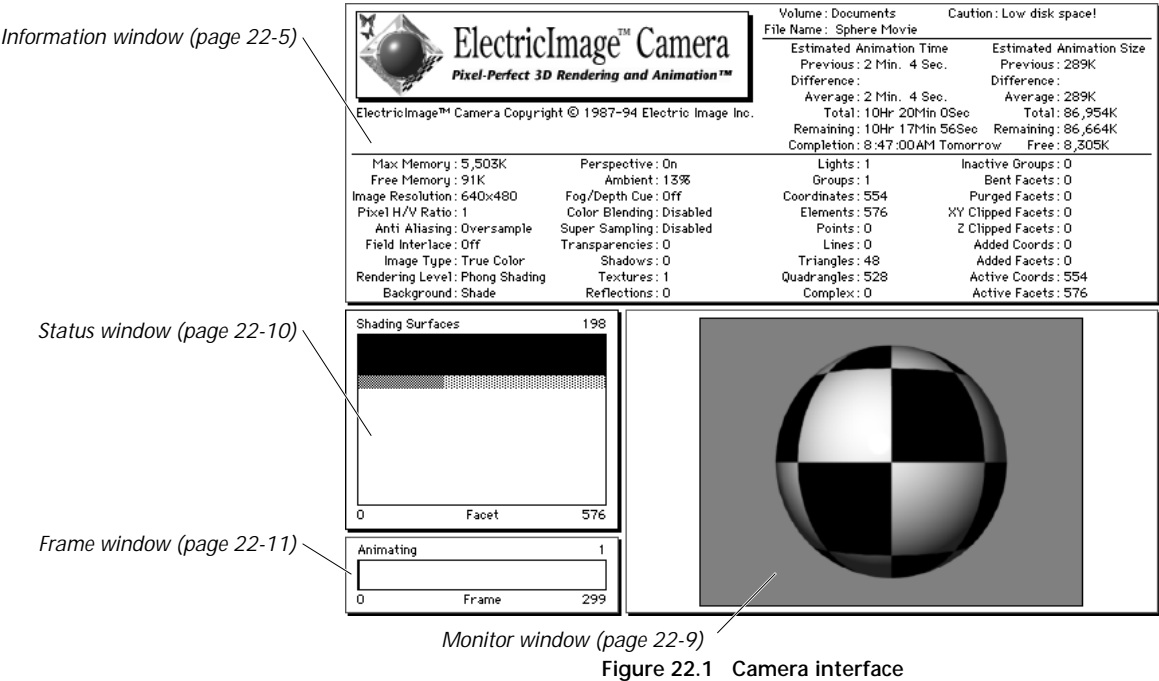 Information window (page 22-5)
ElectricImage™ Camera
Pixel-Perfect 3D Rendering and Animation™
ElectricImage™ Camera Copyright © 1987-94 Electric Image Inc.
Volume: Documents Caution: Low disk space!
File Name: Sphere Movie
Estimated Animation Time Estimated Animation Size
Previous: 2 Min. 4 Sec. Previous: 289K
Difference: Difference:
Average: 2 Min. 4 Sec. Average: 289K
Total: 10Hr 20Min 0Sec Total: 86,954K
Remaining: 10Hr 17Min 56Sec Remaining: 86,664K
Completion: 8:47:00AM Tomorrow Free: 8,305K
Max Memory: 5,503K Perspective: On Lights: 1 Inactive Groups: 0
Free Memory: 91K Ambient: 13% Groups: 1 Bent Facets: 0
Image Resolution: 640x480 Fog/Depth Cue: Off Coordinates: 554 Purged Facets: 0
Pixel H/V Ratio: 1 Color Blending: Disabled Elements: 576 XY Clipped Facets: 0
Anti Aliasing: Oversample Super Sampling: Disabled Points: 0 Z Clipped Facets: 0
Field Interlace: Off Transparencies: 0 Lines: 0 Added Coords: 0
Image Type: True Color Shadows: 0 Triangles: 48 Added Facets: 0
Rendering Level: Phong Shading Textures: 1 Quadrangles: 528 Active Coords: 554
Background: Shade Reflections: 0 Complex: 0 Active Facets: 576
Status window (page 22-10)
Shading Surfaces 198
0 Facet 576
Frame window (page 22-11)
Animating 1
0 Frame 299
Monitor window (page 22-9)
Figure 22.1 Camera interface